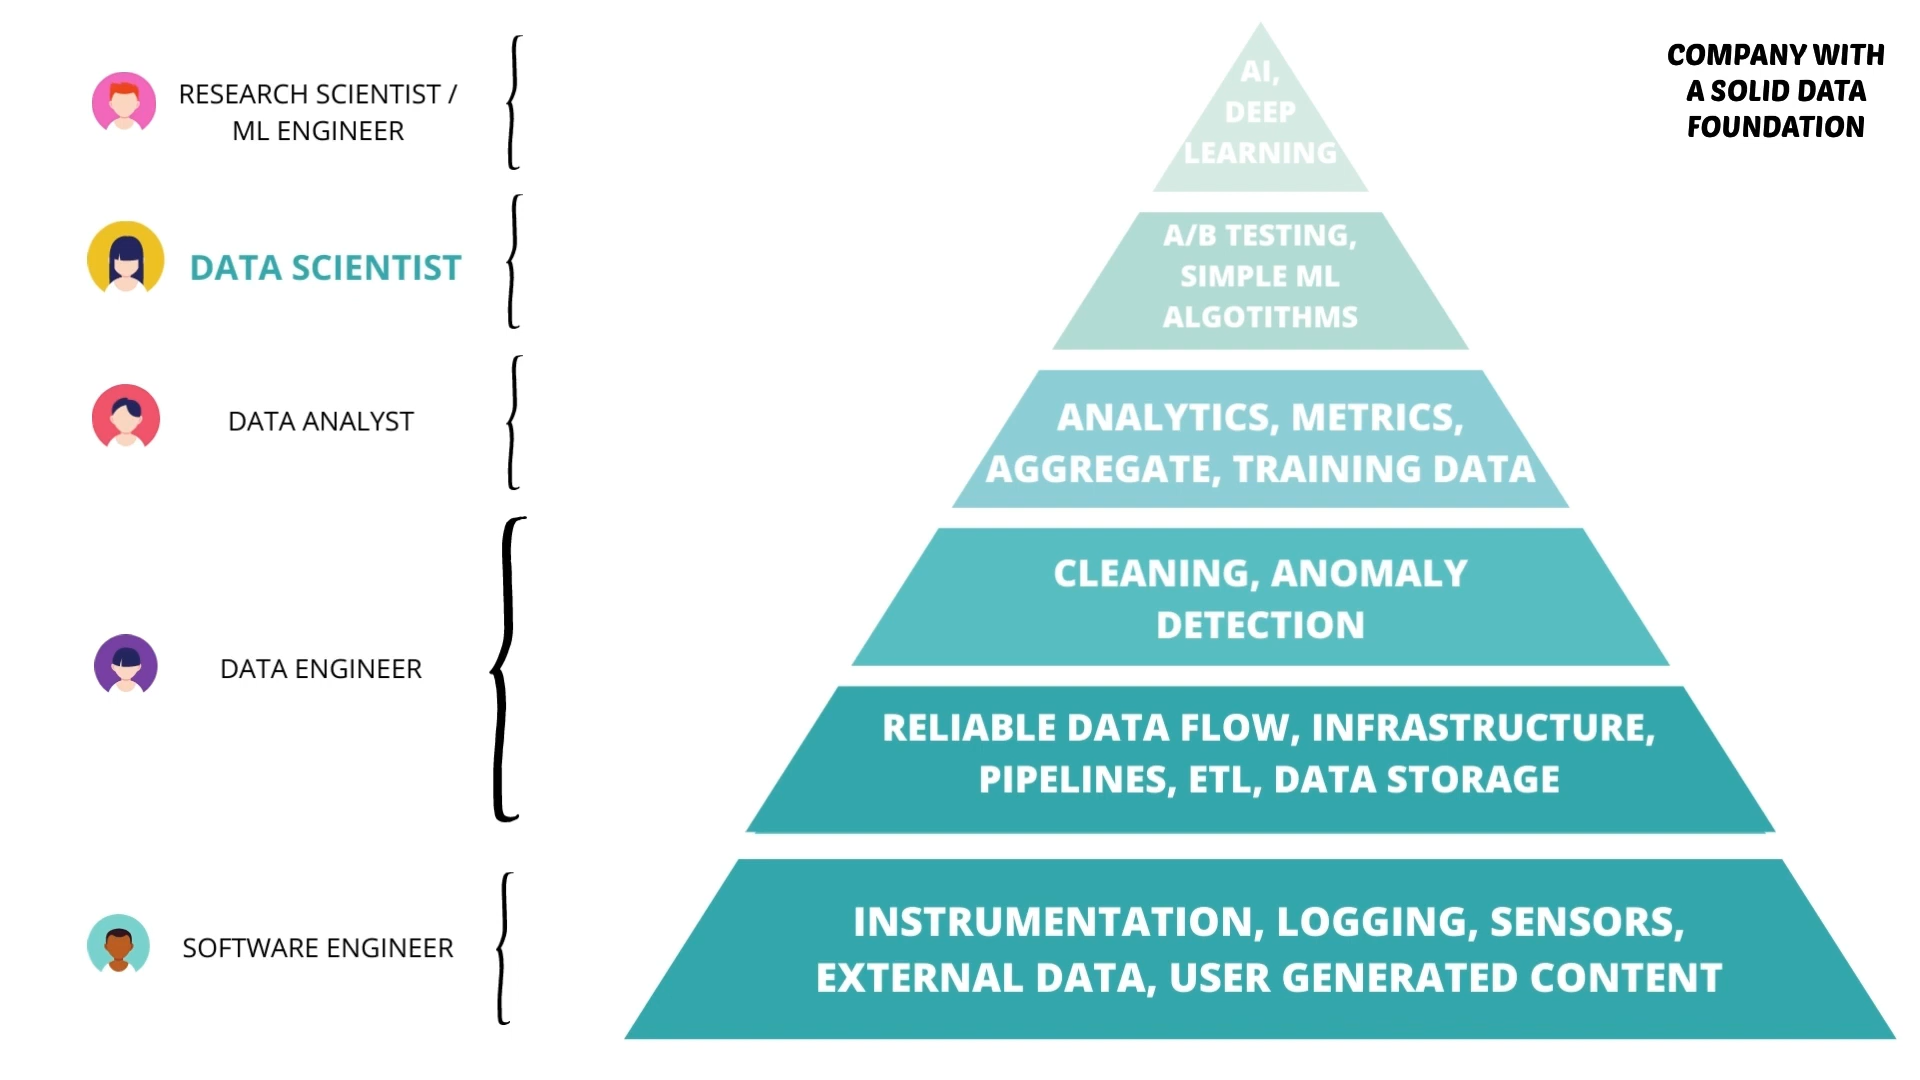 RESEARCH SCIENTIST /
ML ENGINEER
DATA SCIENTIST
DATA ANALYST
DATA ENGINEER
SOFTWARE ENGINEER
AI,
DEEP
LEARNING
A/B TESTING,
SIMPLE ML
ALGOTITHMS
ANALYTICS, METRICS,
AGGREGATE, TRAINING DATA
CLEANING, ANOMALY
DETECTION
RELIABLE DATA FLOW, INFRASTRUCTURE,
PIPELINES, ETL, DATA STORAGE
INSTRUMENTATION, LOGGING, SENSORS,
EXTERNAL DATA, USER GENERATED CONTENT
COMPANY WITH
A SOLID DATA
FOUNDATION